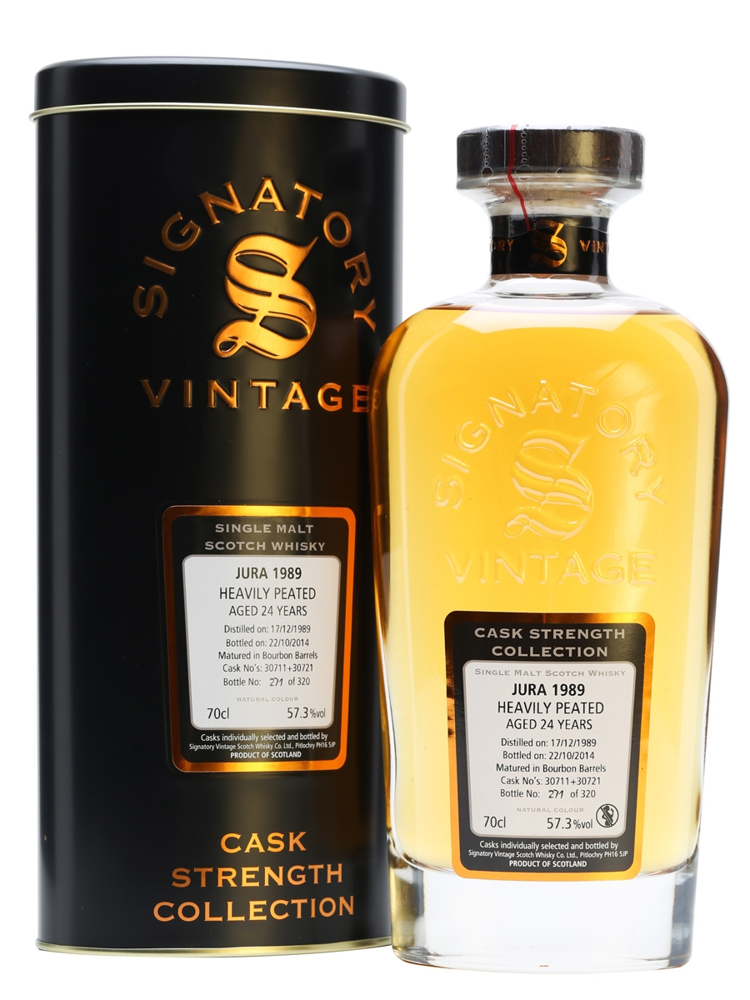 SIGNATORY
S
VINTAGE
SINGLE MALT
SCOTCH WHISKY
JURA 1989
HEAVILY PEATED
AGED 24 YEARS
Distilled on: 17/12/1989
Bottled on: 22/10/2014
Matured in Bourbon Barrels
Cask No's: 30711+30721
Bottle No: 271 of 320
NATURAL COLOUR
70cl 57.3%vol
Casks individually selected and bottled by
Signatory Vintage Scotch Whisky Co. Ltd., Pitlochry PH16 5JP
PRODUCT OF SCOTLAND
CASK
STRENGTH
COLLECTION
ORY S VINT
SIGNATORY
S
VINTAGE
CASK STRENGTH
COLLECTION
SINGLE MALT SCOTCH WHISKY
JURA 1989
HEAVILY PEATED
AGED 24 YEARS
Distilled on: 17/12/1989
Bottled on: 22/10/2014
Matured in Bourbon Barrels
Cask No's: 30711+30721
Bottle No: 271 of 320
NATURAL COLOUR
70cl 57.3%vol
Casks individually selected and bottled by
Signatory Vintage Scotch Whisky Co. Ltd., Pitlochry PH16 5JP
PRODUCT OF SCOTLAND